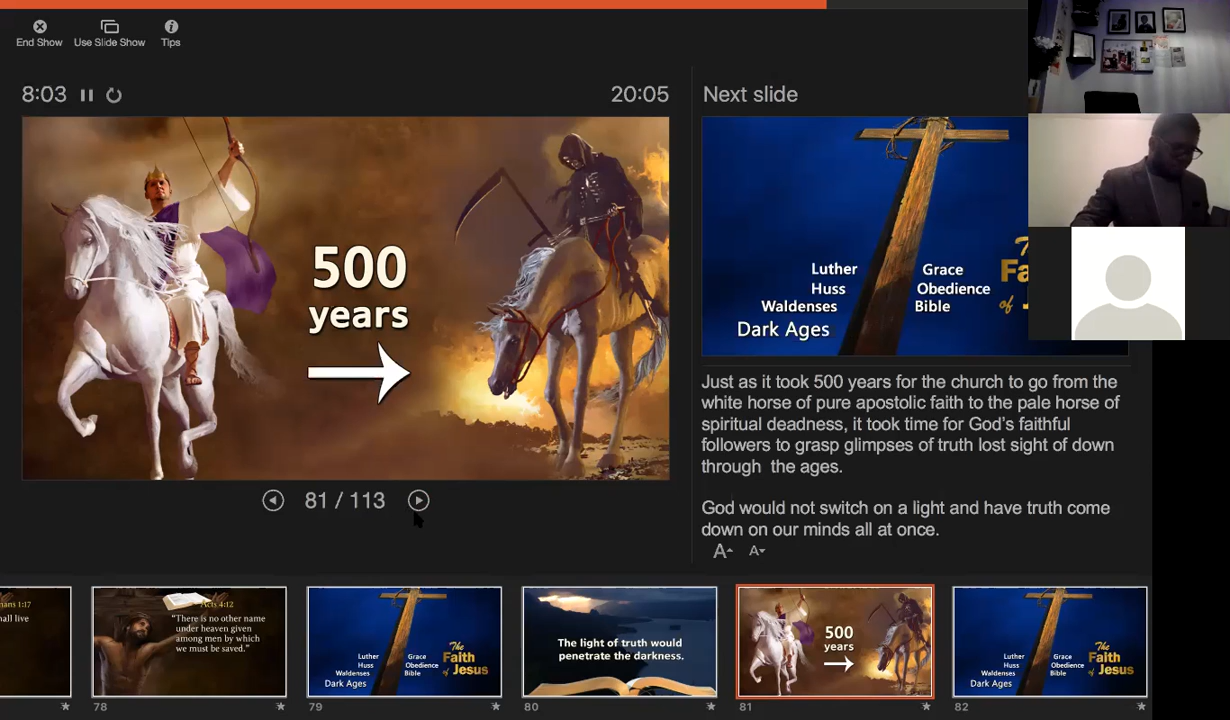 End Show
Use Slide Show
Tips
8:03
20:05
Next slide
500
years
Luther
Huss
Waldenses
Dark Ages
Grace
Obedience
Bible
of
Just as it took 500 years for the church to go from the
white horse of pure apostolic faith to the pale horse of
spiritual deadness, it took time for God's faithful
followers to grasp glimpses of truth lost sight of down
through the ages.
God would not switch on a light and have truth come
down on our minds all at once.
A A
81 / 113
Acts 4:12
"There is no other name
under heaven given
among men by which
we must be saved."
78
Luther
Huss
Waldenses
Dark Ages
Grace
Obedience
Bible
The
Faith
of Jesus
79
The light of truth would
penetrate the darkness.
80
500
years
81
Luther
Huss
Waldenses
Dark Ages
Grace
Obedience
Bible
The
Faith
of Jesus
82